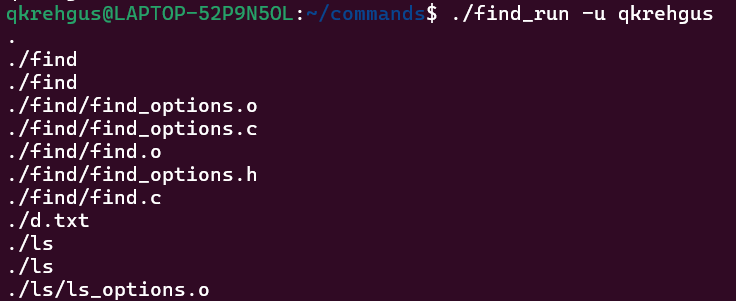 qkrehgus@LAPTOP-52P9N5OL:~/commands$ ./find_run -u qkrehgus
.
./find
./find
./find/find_options.o
./find/find_options.c
./find/find.o
./find/find_options.h
./find/find.c
./d.txt
./ls
./ls
./ls/ls_options.o